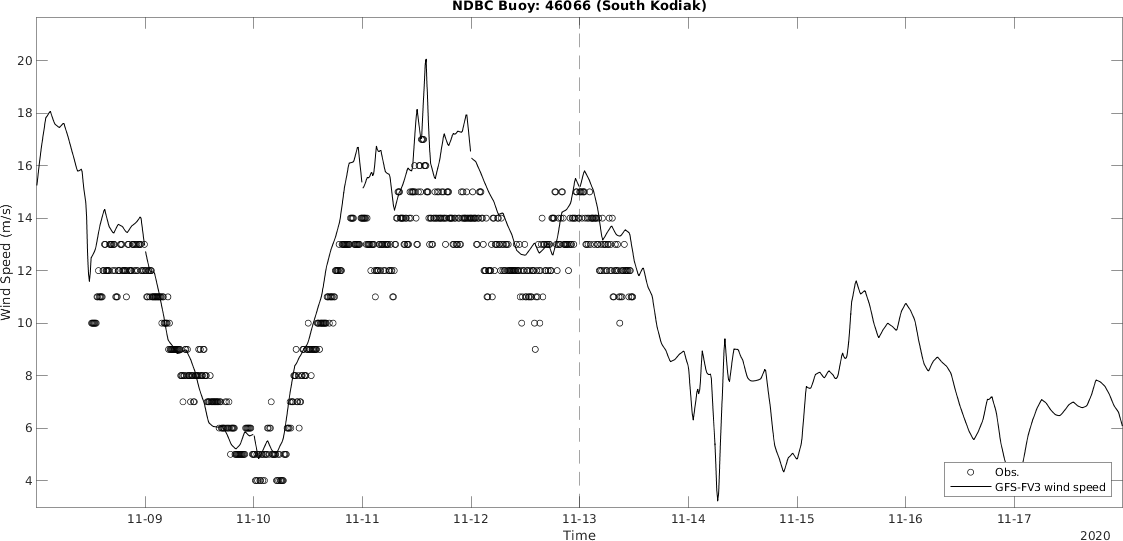 NDBC Buoy: 46066 (South Kodiak)
Wind Speed (m/s)
20
18
16
14
12
10
8
6
4
11-09 11-10 11-11 11-12 11-13 11-14 11-15 11-16 11-17
Time
2020
Obs.
GFS-FV3 wind speed